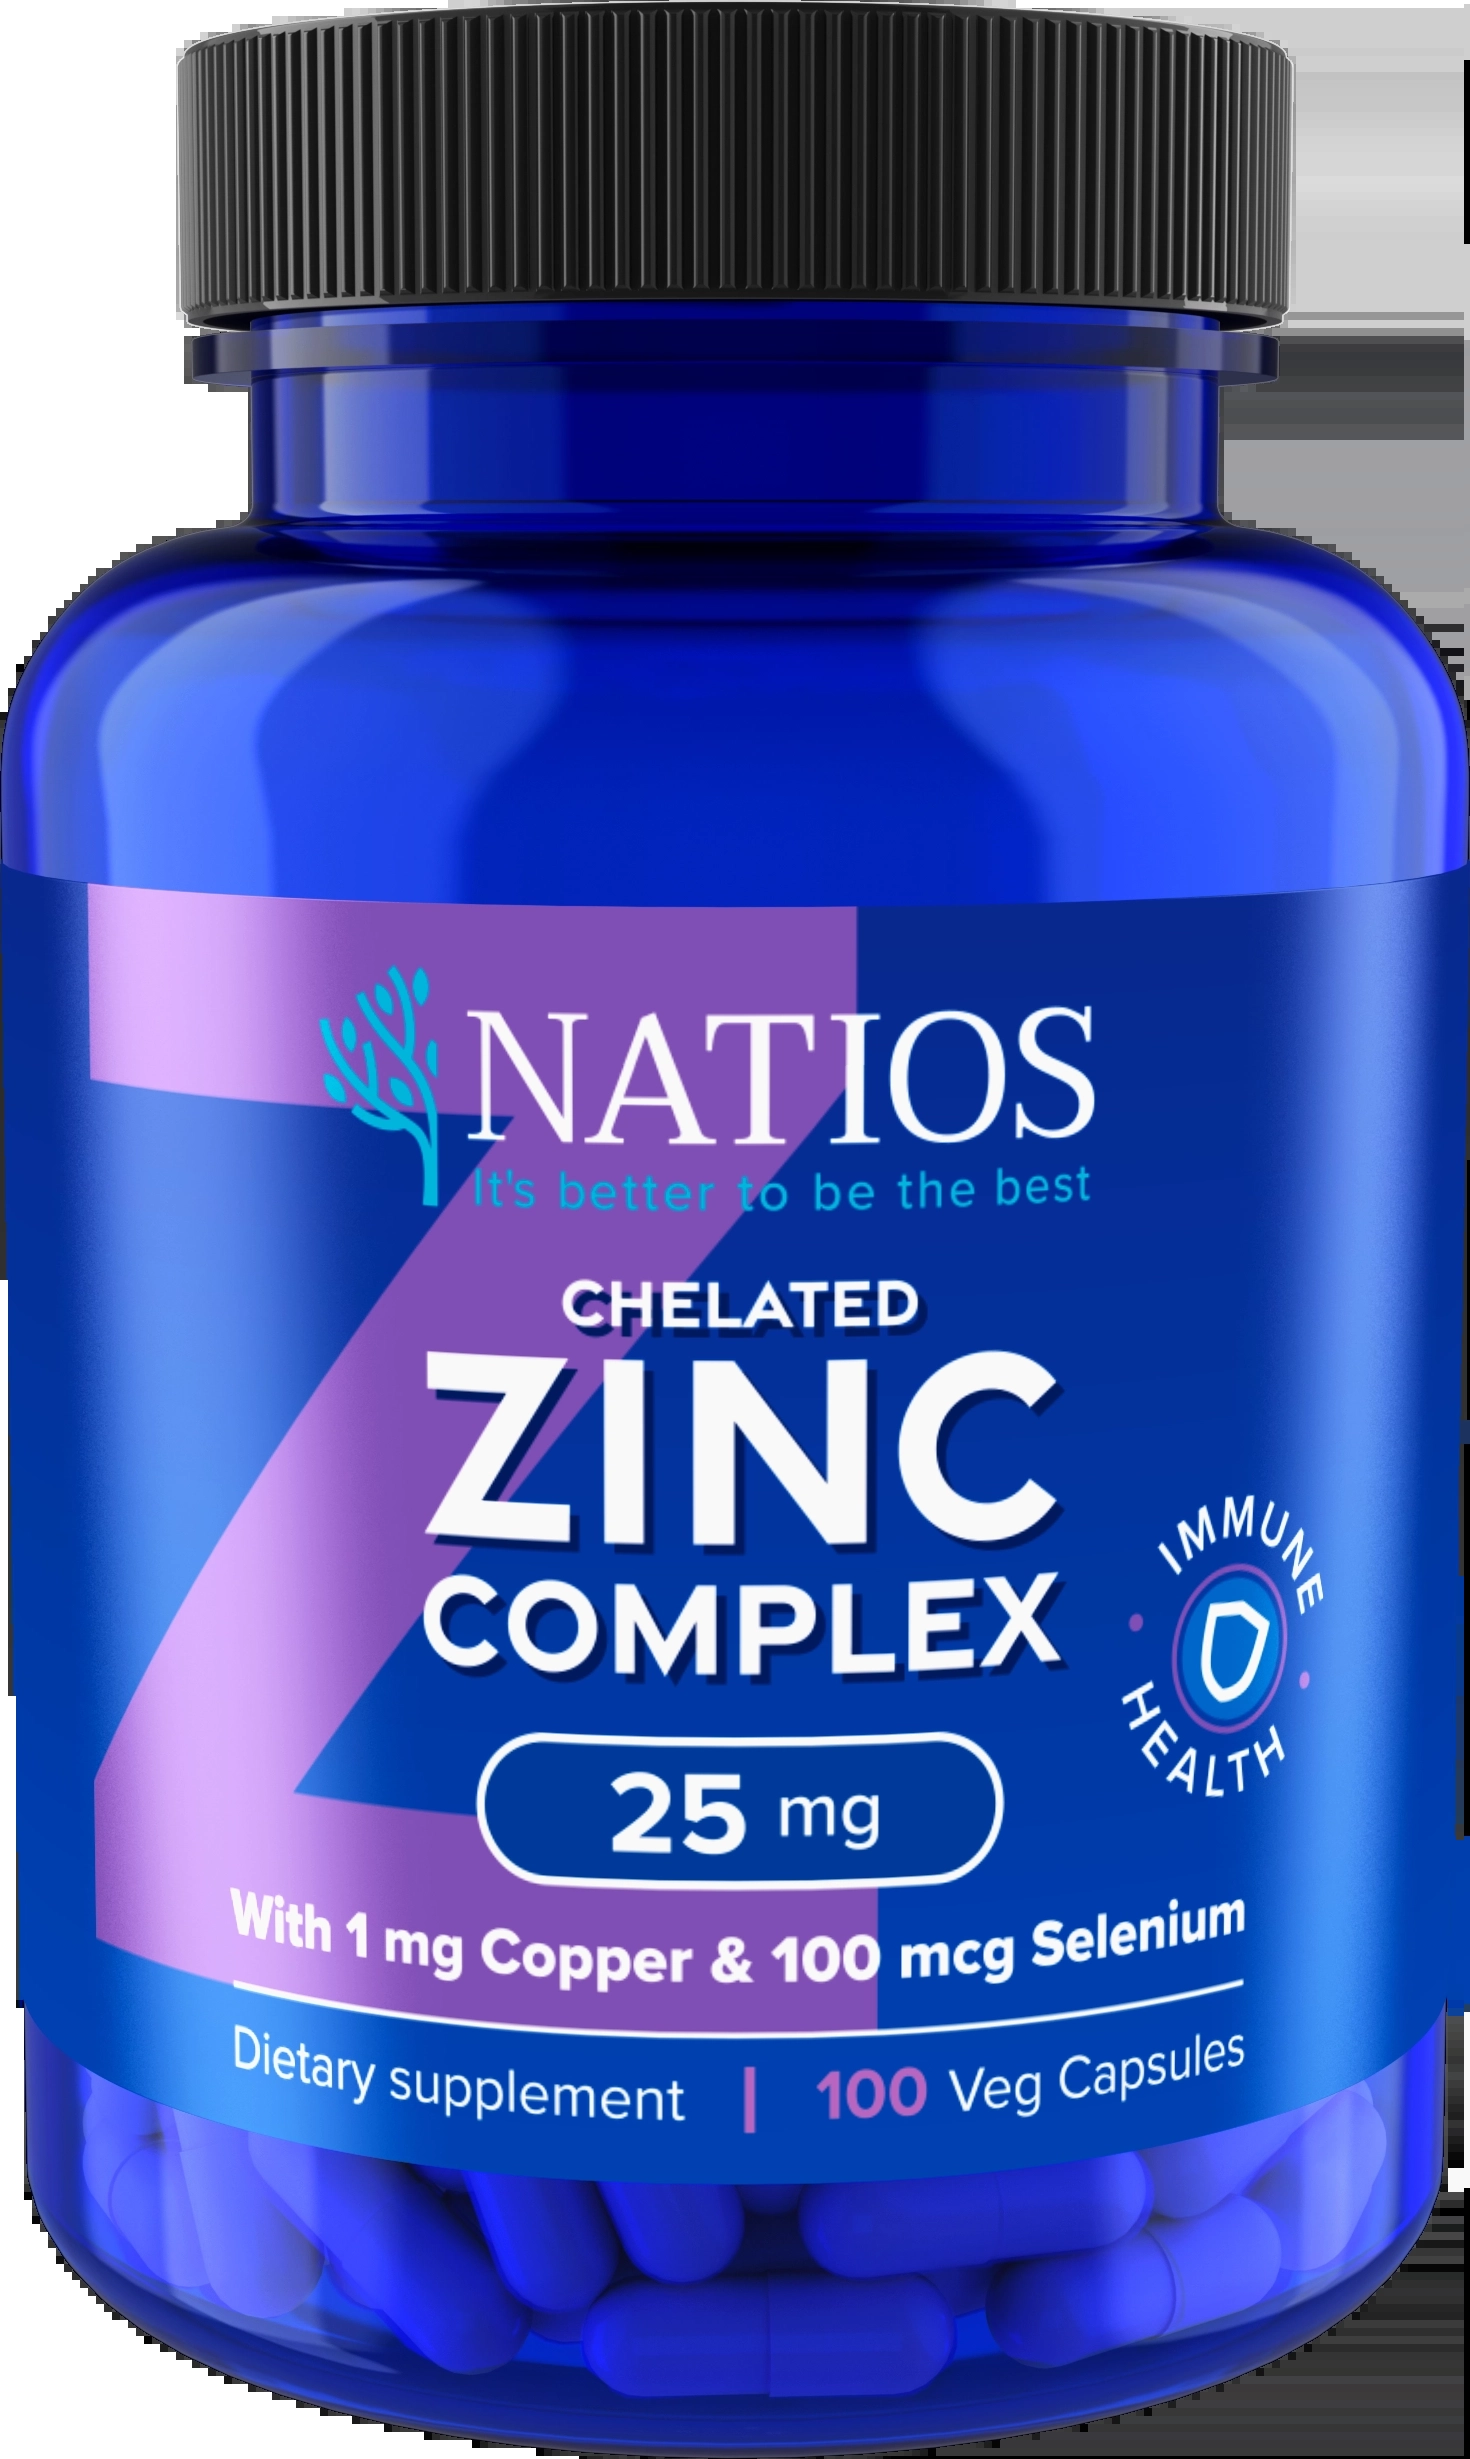 NATIOS
It's better to be the best
CHELATED
ZINC
COMPLEX
IMMUNE
HEALTH
25 mg
With 1 mg Copper & 100 mcg Selenium
Dietary supplement | 100 Veg Capsules